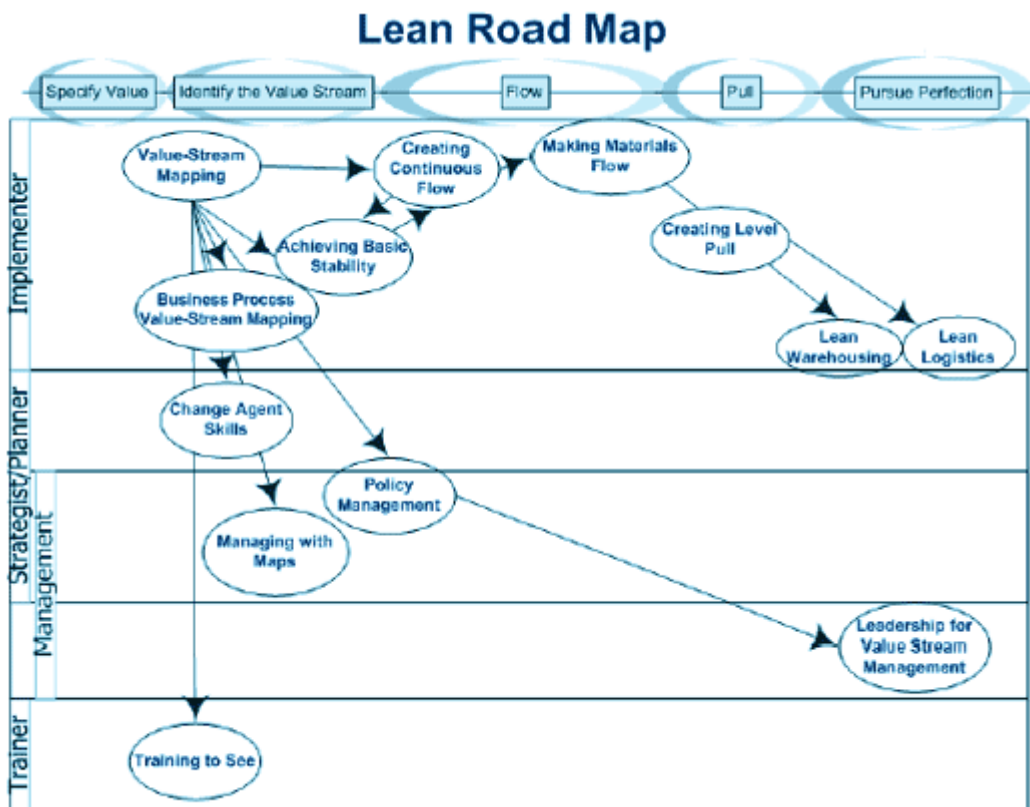 Lean Road Map
Specify Value
Identify the Value Stream
Flow
Pull
Pursue Perfection
Implementer
Value-Stream
Mapping
Creating
Continuous
Flow
Making Materials
Flow
Achieving Basic
Stability
Creating Level
Pull
Business Process
Value-Stream Mapping
Lean
Warehousing
Lean
Logistics
Strategist/Planner
Change Agent
Skills
Management
Policy
Management
Managing with
Maps
Leadership for
Value Stream
Management
Trainer
Training to See